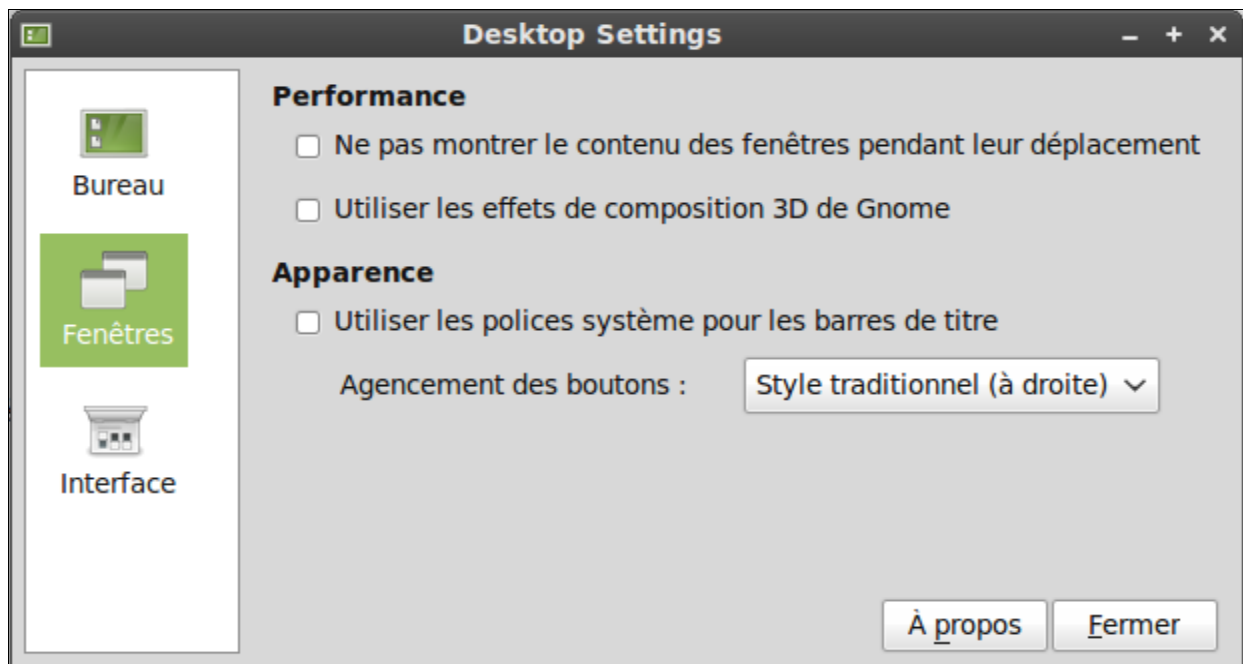 Desktop Settings
Bureau
Fenêtres
Interface
Performance
Ne pas montrer le contenu des fenêtres pendant leur déplacement
Utiliser les effets de composition 3D de Gnome
Apparence
Utiliser les polices système pour les barres de titre
Agencement des boutons : Style traditionnel (à droite)
À propos Fermer